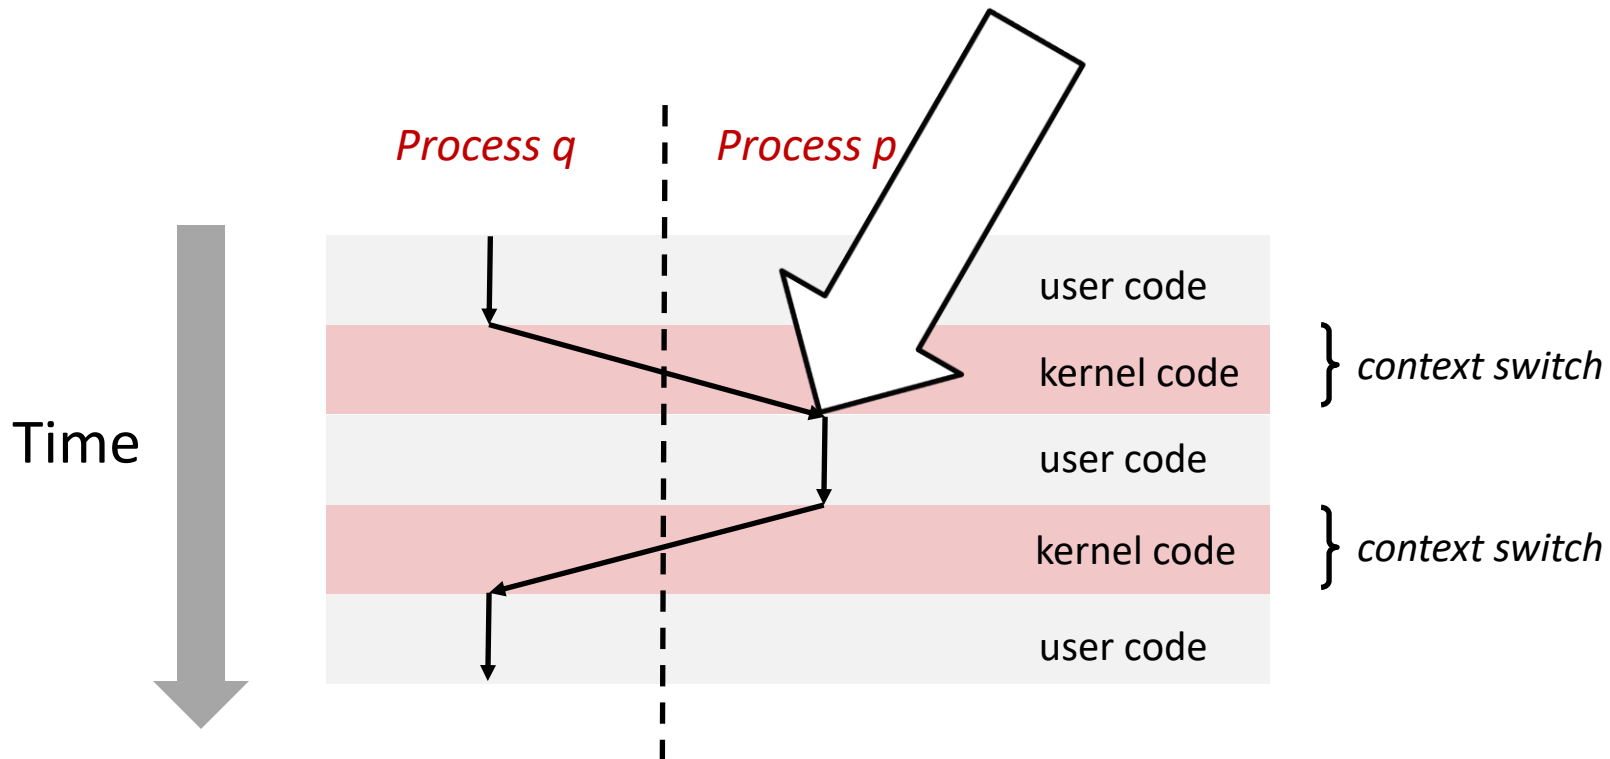 Process q
Process p
user code
kernel code
context switch
Time
user code
kernel code
context switch
user code